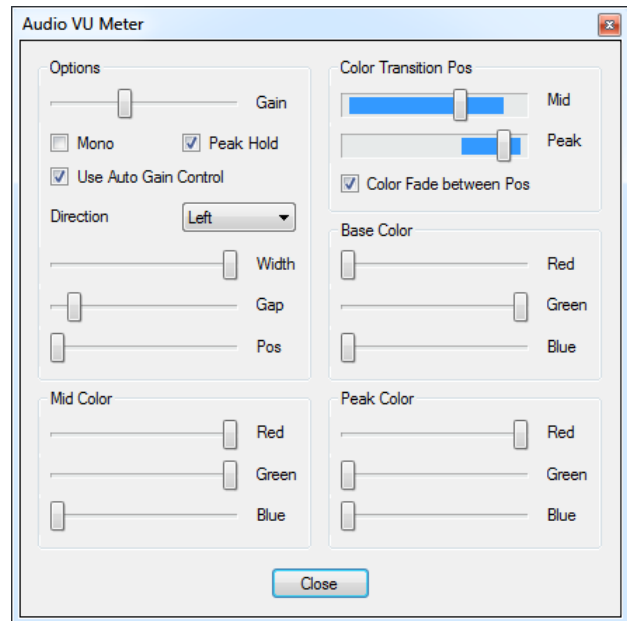 Audio VU Meter
Options
Gain
Mono
Peak Hold
Use Auto Gain Control
Direction
Left
Width
Gap
Pos
Color Transition Pos
Mid
Peak
Color Fade between Pos
Base Color
Red
Green
Blue
Mid Color
Red
Green
Blue
Peak Color
Red
Green
Blue
Close